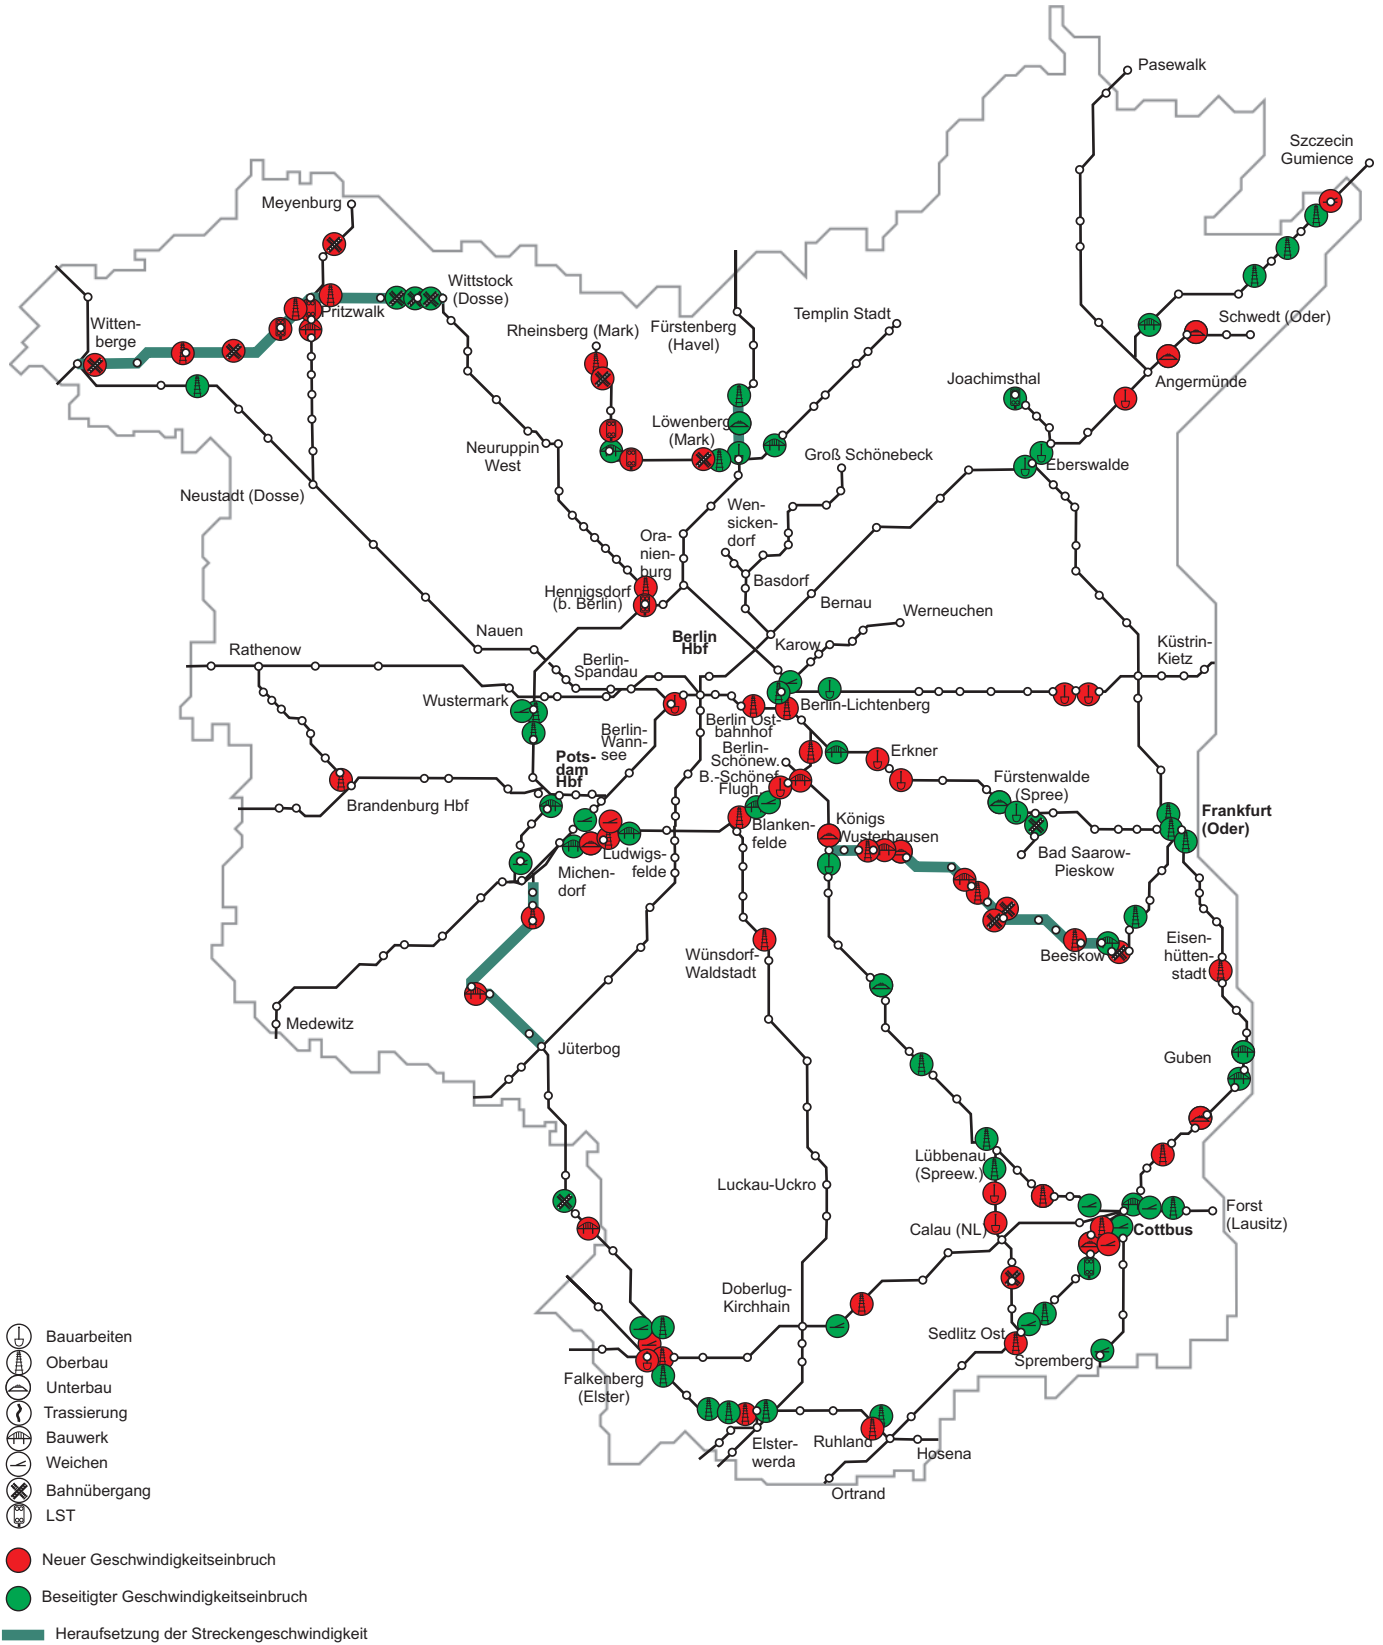 Pasewalk
Szczecin
Gumience
Meyenburg
Wittstock
(Dosse)
Pritzwalk
Witten-
berge
Rheinsberg (Mark)
Fürstenberg
(Havel)
Templin Stadt
Schwedt (Oder)
Angermünde
Joachimsthal
Löwenberg
(Mark)
Neuruppin
West
Groß Schönebeck
Eberswalde
Neustadt (Dosse)
Wen-
sicken-
dorf
Ora-
nien-
burg
Hennigsdorf
(b. Berlin)
Basdorf
Bernau
Werneuchen
Nauen
Berlin
Hbf
Karow
Küstrin-
Kietz
Rathenow
Berlin-
Spandau
Wustermark
Berlin-Lichtenberg
Berlin Ost-
bahnhof
Berlin-
Wann-
see
Berlin-
Schönew.
B.-Schönef.
Flugh.
Erkner
Pots-
dam
Hbf
Fürstenwalde
(Spree)
Brandenburg Hbf
Frankfurt
(Oder)
Blanken-
felde
Königs
Wusterhausen
Ludwigs-
felde
Michen-
dorf
Bad Saarow-
Pieskow
Wünsdorf-
Waldstadt
Beeskow
Eisen-
hütten-
stadt
Medewitz
Jüterbog
Guben
Lübbenau
(Spreew.)
Luckau-Uckro
Forst
(Lausitz)
Calau (NL)
Cottbus
Doberlug-
Kirchhain
Sedlitz Ost
Spremberg
Falkenberg
(Elster)
Elster-
werda
Ruhland
Hosena
Ortrand
Bauarbeiten
Oberbau
Unterbau
Trassierung
Bauwerk
Weichen
Bahnübergang
LST
Neuer Geschwindigkeitseinbruch
Beseitigter Geschwindigkeitseinbruch
Heraufsetzung der Streckengeschwindigkeit